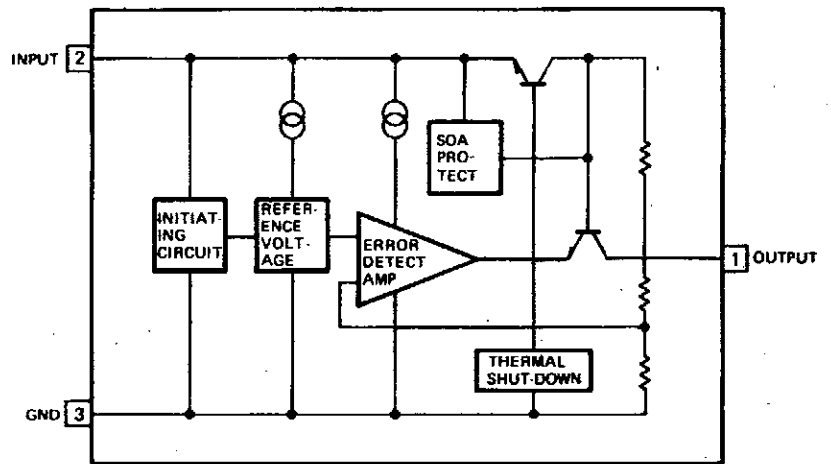 INPUT 2
SOA
PRO-
TECT
INITIAT-
ING
CIRCUIT
REFER-
ENCE
VOLT-
AGE
ERROR
DETECT
AMP
1 OUTPUT
THERMAL
SHUT-DOWN
GND 3